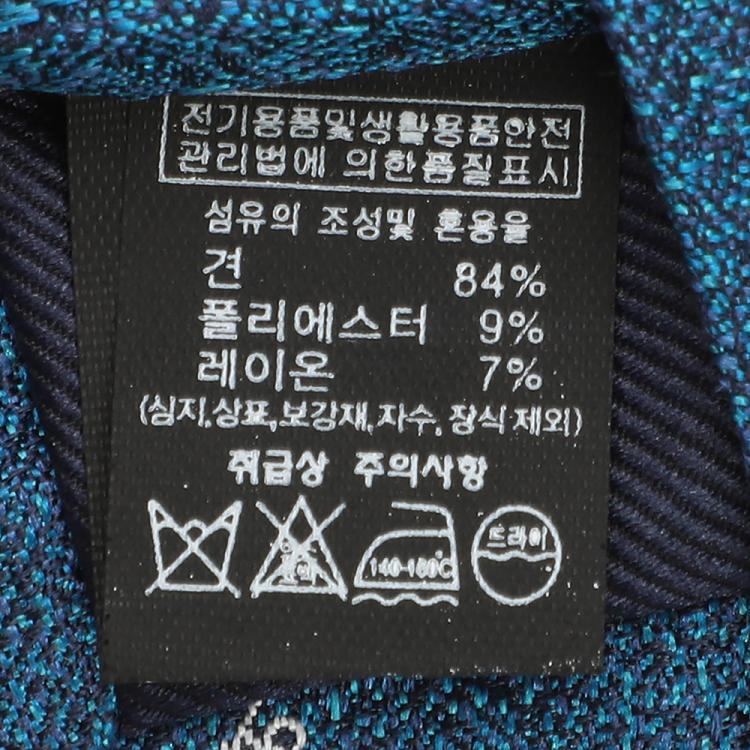 전기용품및생활용품안전
관리법에 의한품질표시
섬유의 조성및 혼용율
견 84%
폴리에스터 9%
레이온 7%
(심지,상표,보강재,자수,장식 제외)
취급상 주의사항
140-160℃
드라이